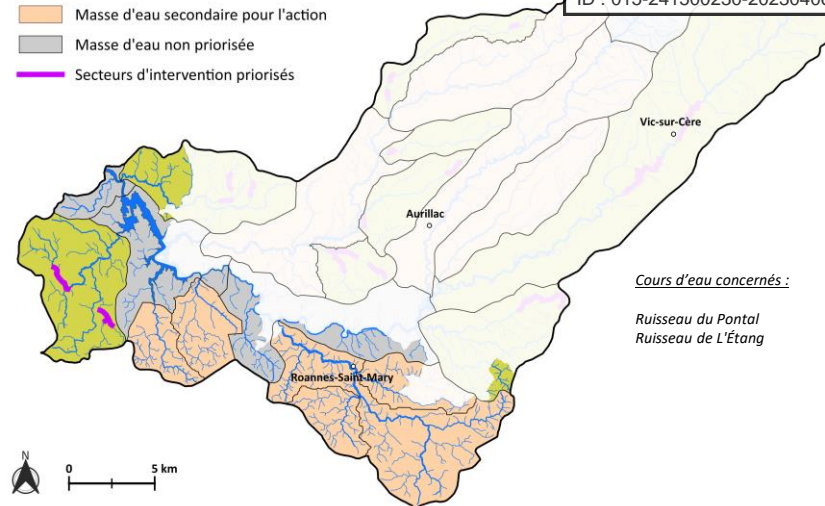 Masse d'eau secondaire pour l'action
Masse d'eau non priorisée
Secteurs d'intervention priorisés
Vic-sur-Cère
Aurillac
Cours d'eau concernés :
Ruisseau du Pontal
Ruisseau de L'Étang
Roannes-Saint-Mary
N
0 5 km